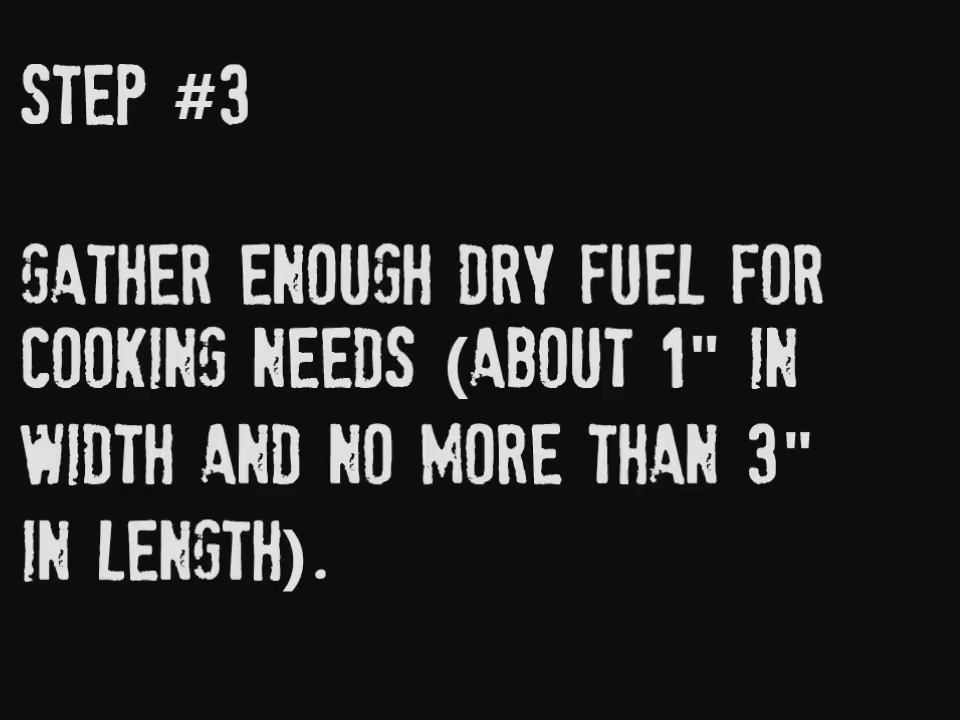 STEP #3
GATHER ENOUGH DRY FUEL FOR
COOKING NEEDS (ABOUT 1" IN
WIDTH AND NO MORE THAN 3"
IN LENGTH).